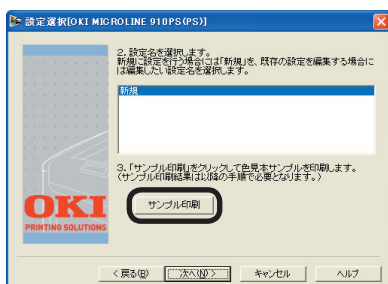 設定選択[OKI MICROLINE 910PS(PS)]
2. 設定名を選択します。
新規に設定を行う場合には「新規」を、既存の設定を編集する場合に
は編集したい設定名を選択します。
新規
3. 「サンプル印刷」をクリックして色見本サンプルを印刷します。
(サンプル印刷結果は以降の手順で必要となります。)
サンプル印刷
OKI
PRINTING SOLUTIONS
< 戻る(B)
次へ(N) >
キャンセル
ヘルプ